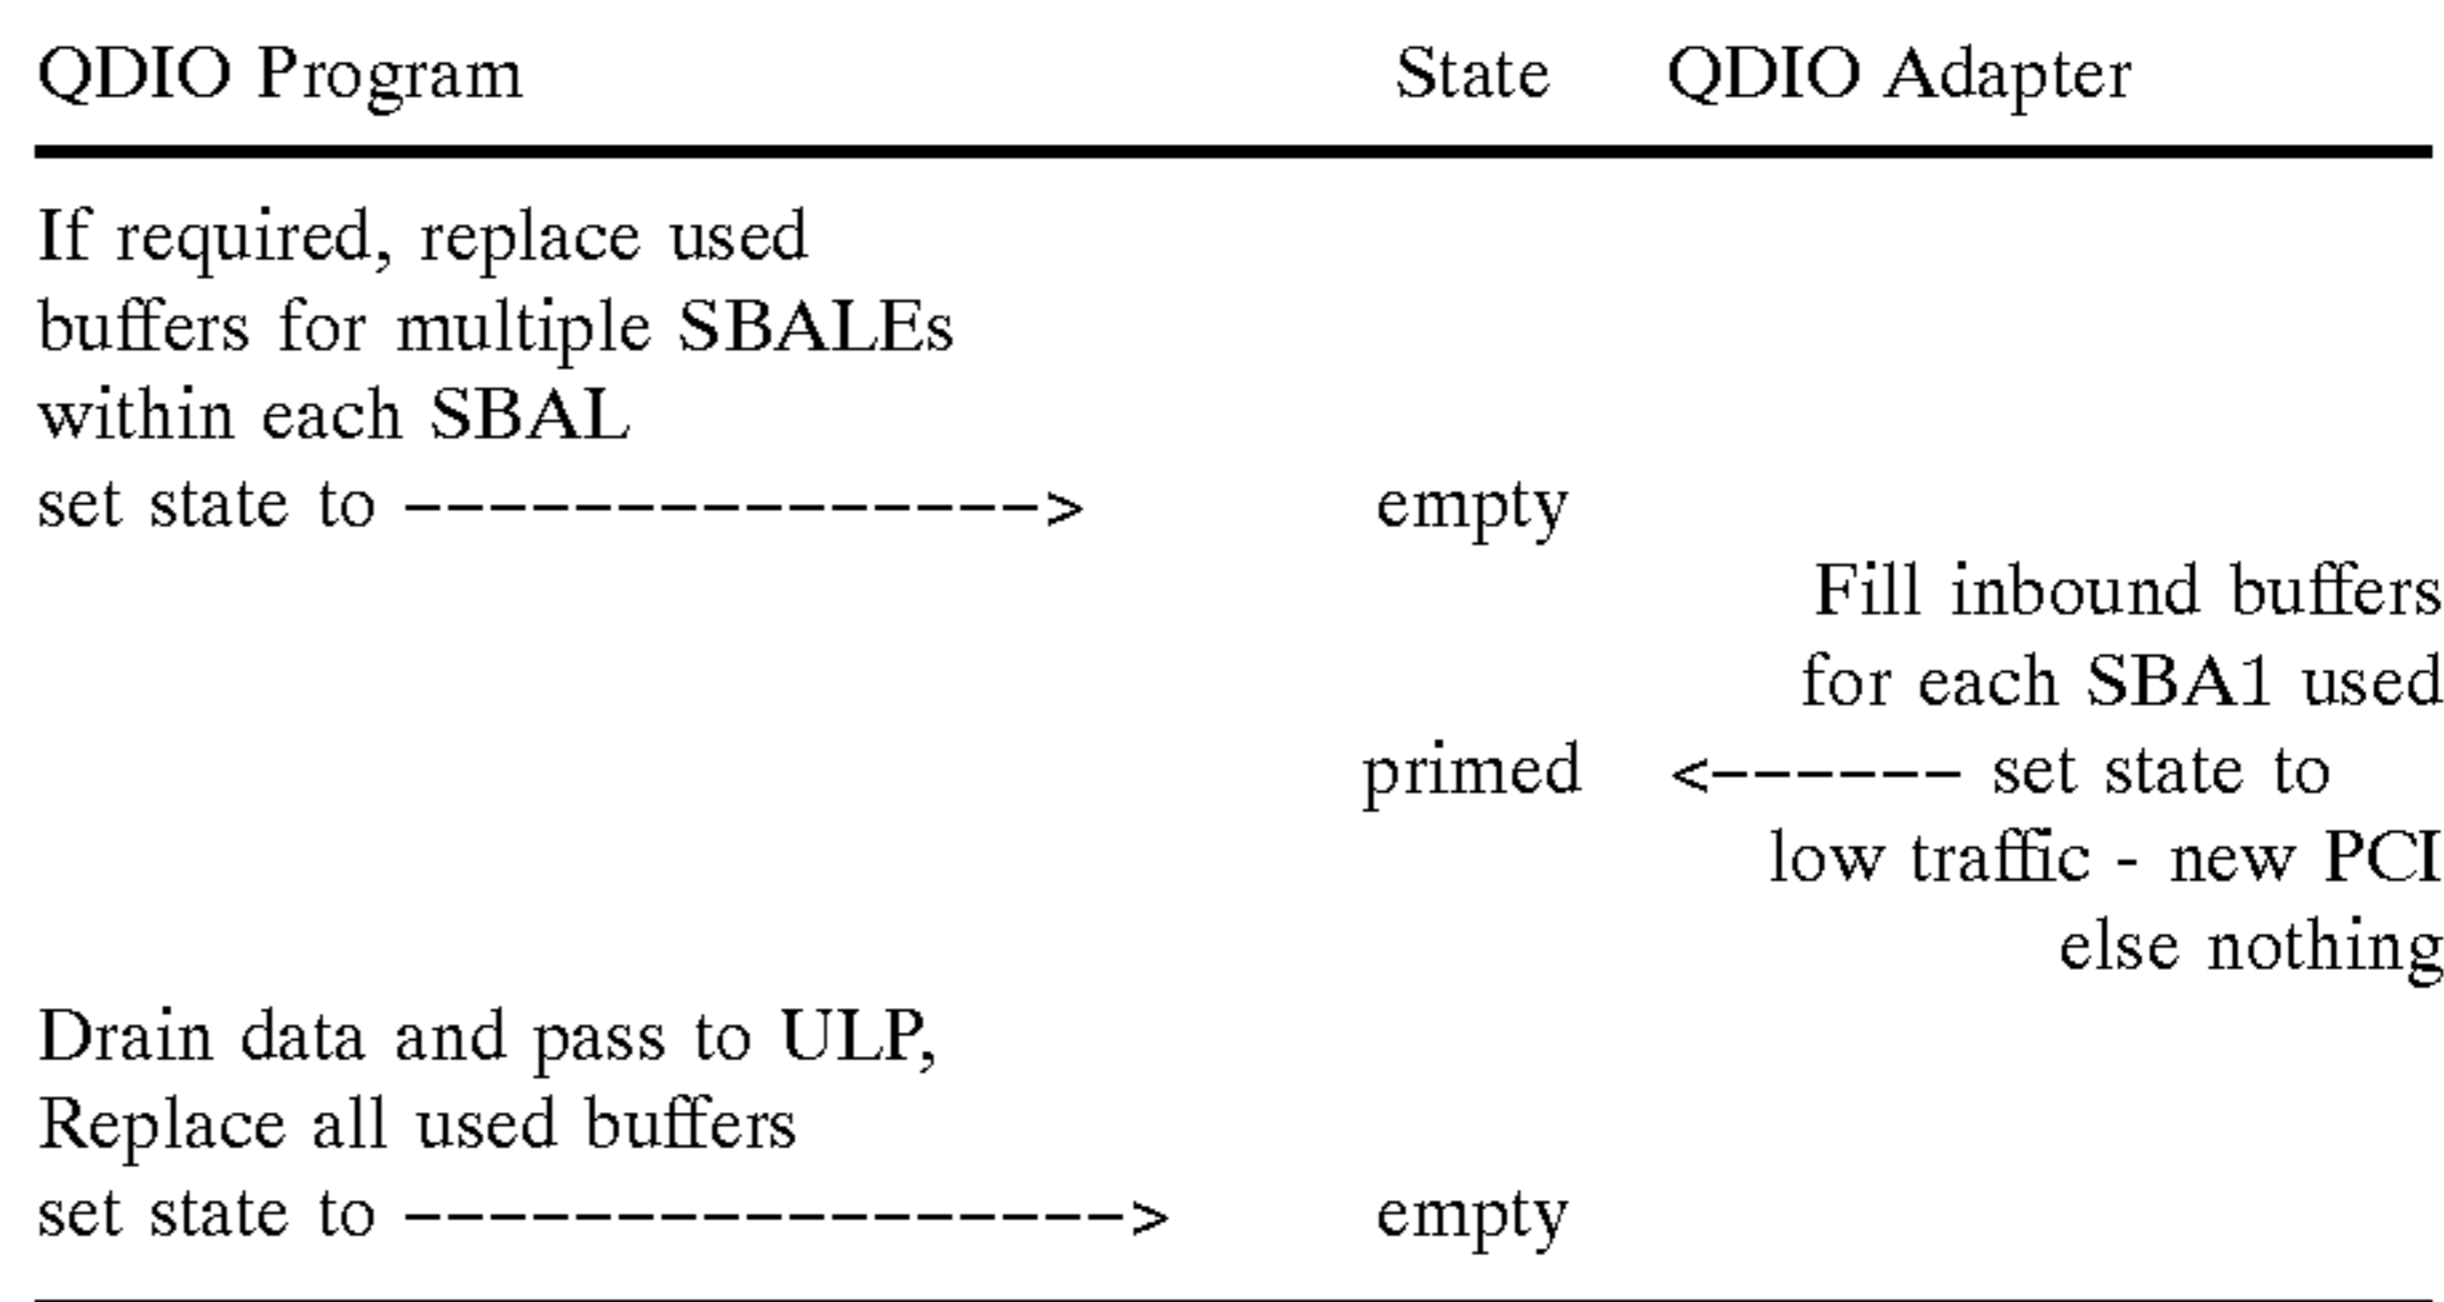 QDIO Program State QDIO Adapter
If required, replace used
buffers for multiple SBALEs
within each SBAL
set state to ---------------> empty
Fill inbound buffers
for each SBA1 used
primed <------ set state to
low traffic - new PCI
else nothing
Drain data and pass to ULP,
Replace all used buffers
set state to -----------------> empty